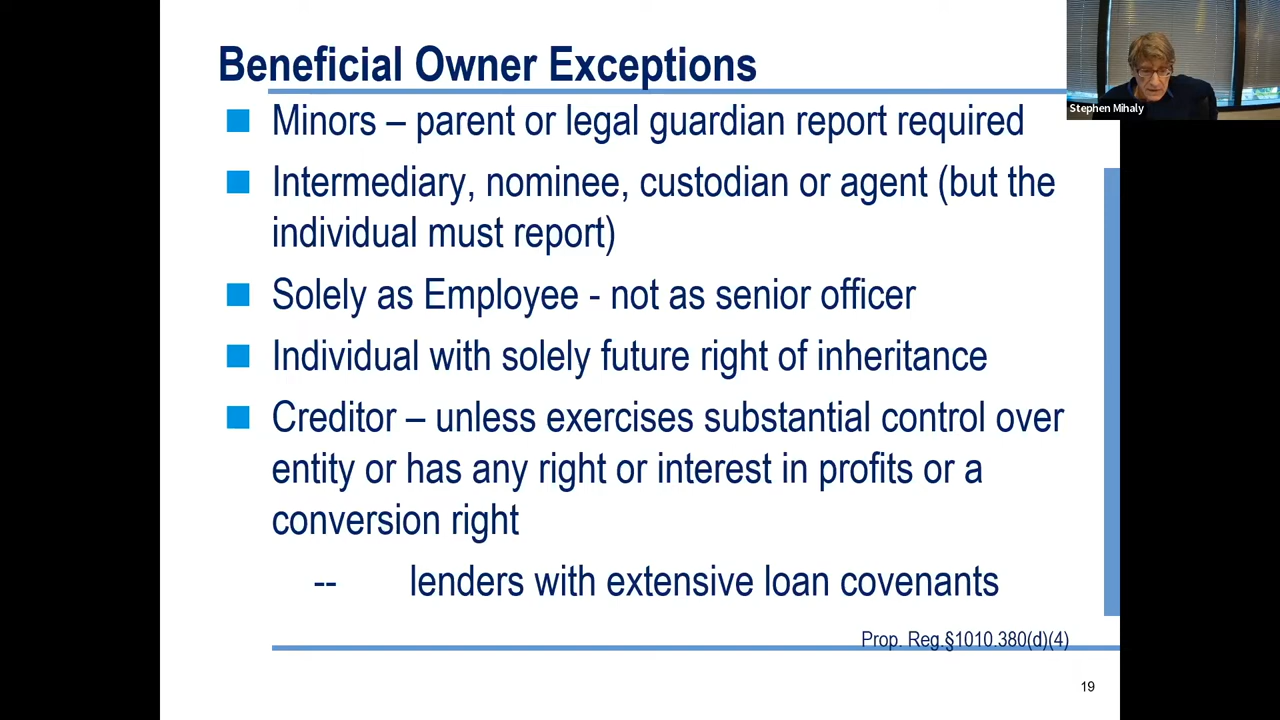 Beneficial Owner Exceptions
Stephen Mihaly
Minors – parent or legal guardian report required
Intermediary, nominee, custodian or agent (but the
individual must report)
Solely as Employee - not as senior officer
Individual with solely future right of inheritance
Creditor – unless exercises substantial control over
entity or has any right or interest in profits or a
conversion right
-- lenders with extensive loan covenants
Prop. Reg.§1010.380(d)(4)
19